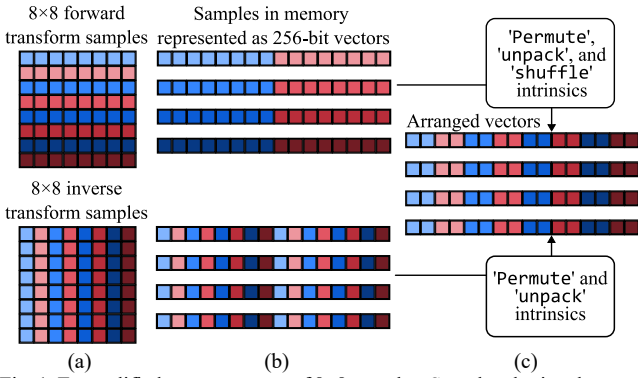 8×8 forward
transform samples
Samples in memory
represented as 256-bit vectors
'Permute',
'unpack', and
'shuffle'
intrinsics
Arranged vectors
8×8 inverse
transform samples
'Permute' and
'unpack'
intrinsics
(a)
(b)
(c)